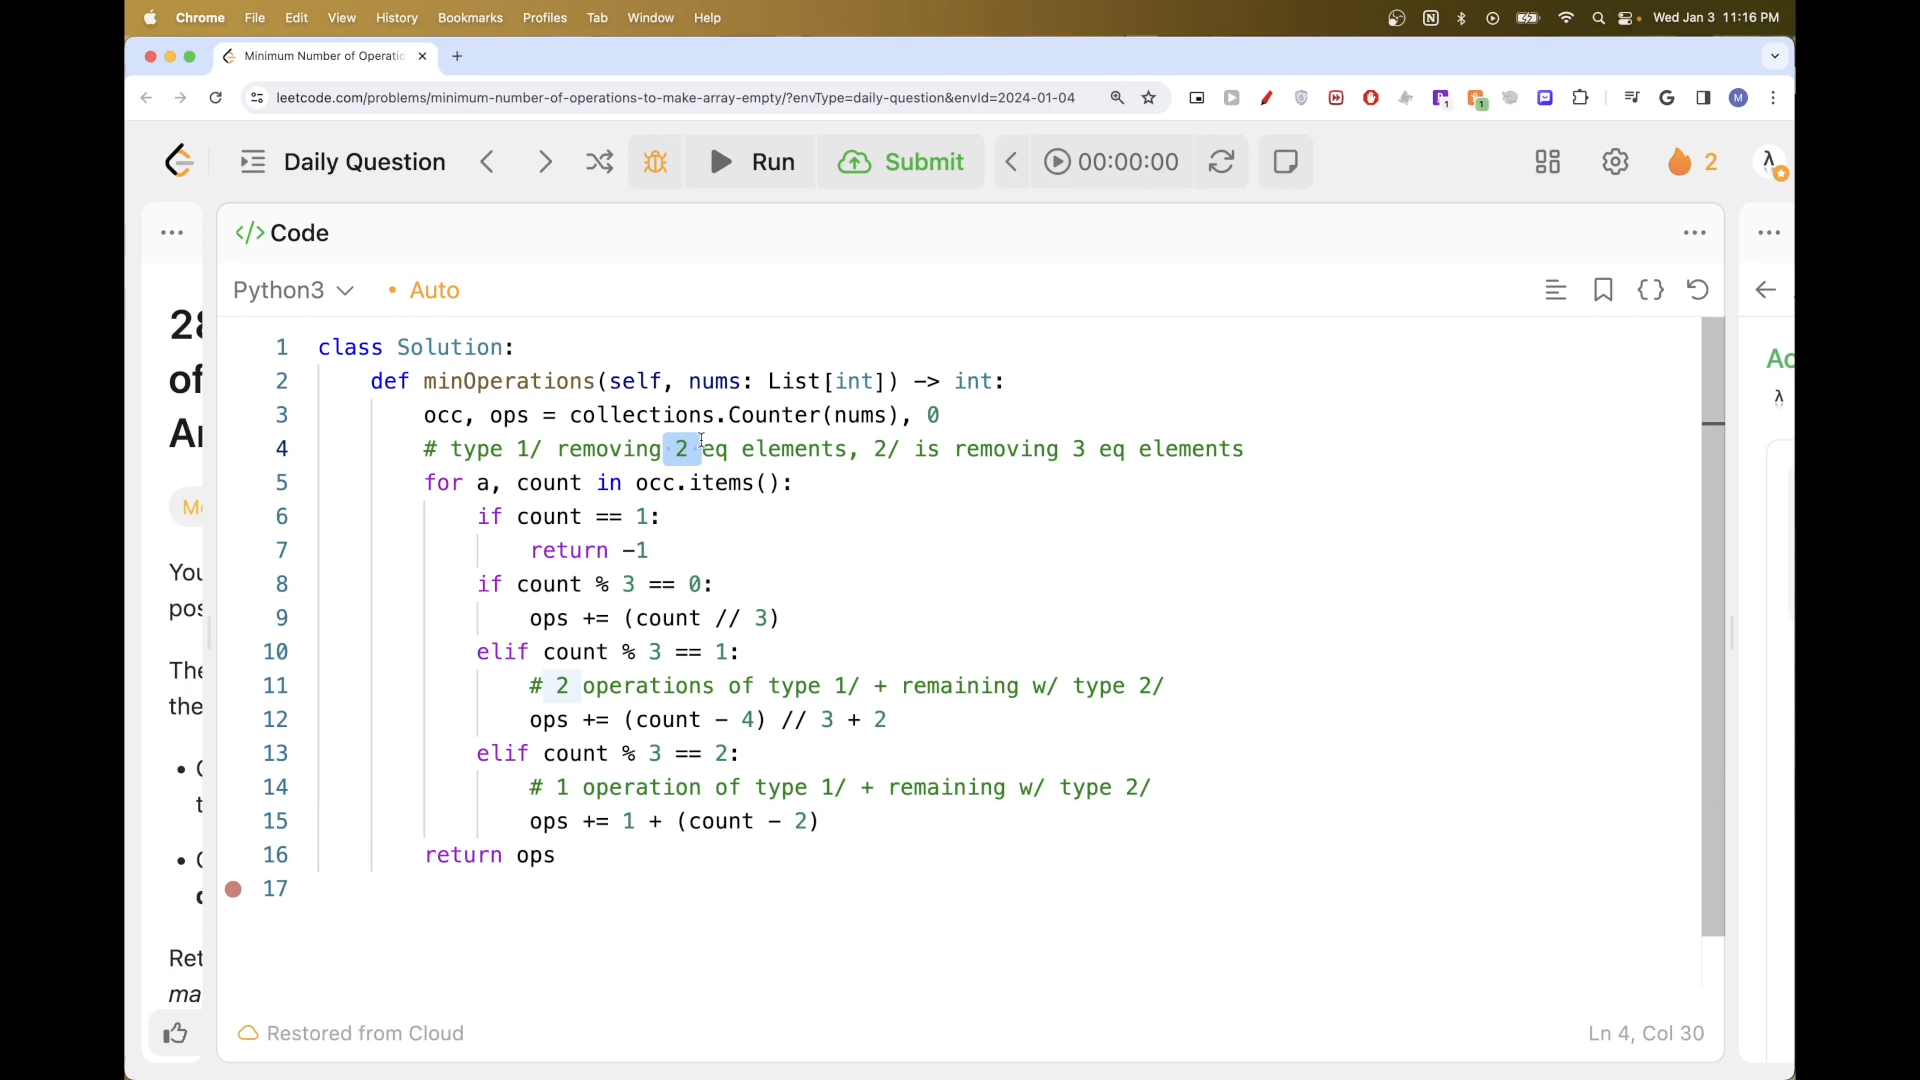 Chrome File Edit View History Bookmarks Profiles Tab Window Help Wed Jan 3 11:16 PM
Minimum Number of Operatio
leetcode.com/problems/minimum-number-of-operations-to-make-array-empty/?envType=daily-question&envId=2024-01-04
Daily Question Run Submit 00:00:00 2
</> Code
Python3 • Auto
1 class Solution:
2 def minOperations(self, nums: List[int]) -> int:
3 occ, ops = collections.Counter(nums), 0
4 # type 1/ removing 2 eq elements, 2/ is removing 3 eq elements
5 for a, count in occ.items():
6 if count == 1:
7 return -1
8 if count % 3 == 0:
9 ops += (count // 3)
10 elif count % 3 == 1:
11 # 2 operations of type 1/ + remaining w/ type 2/
12 ops += (count - 4) // 3 + 2
13 elif count % 3 == 2:
14 # 1 operation of type 1/ + remaining w/ type 2/
15 ops += 1 + (count - 2)
16 return ops
17
28
of
You
pos
The
the
Ret
ma
Restored from Cloud
Ln 4, Col 30